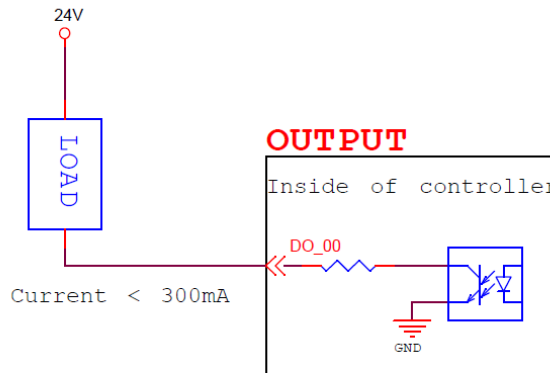 24V
LOAD
OUTPUT
Inside of controller
DO_00
Current < 300mA
GND